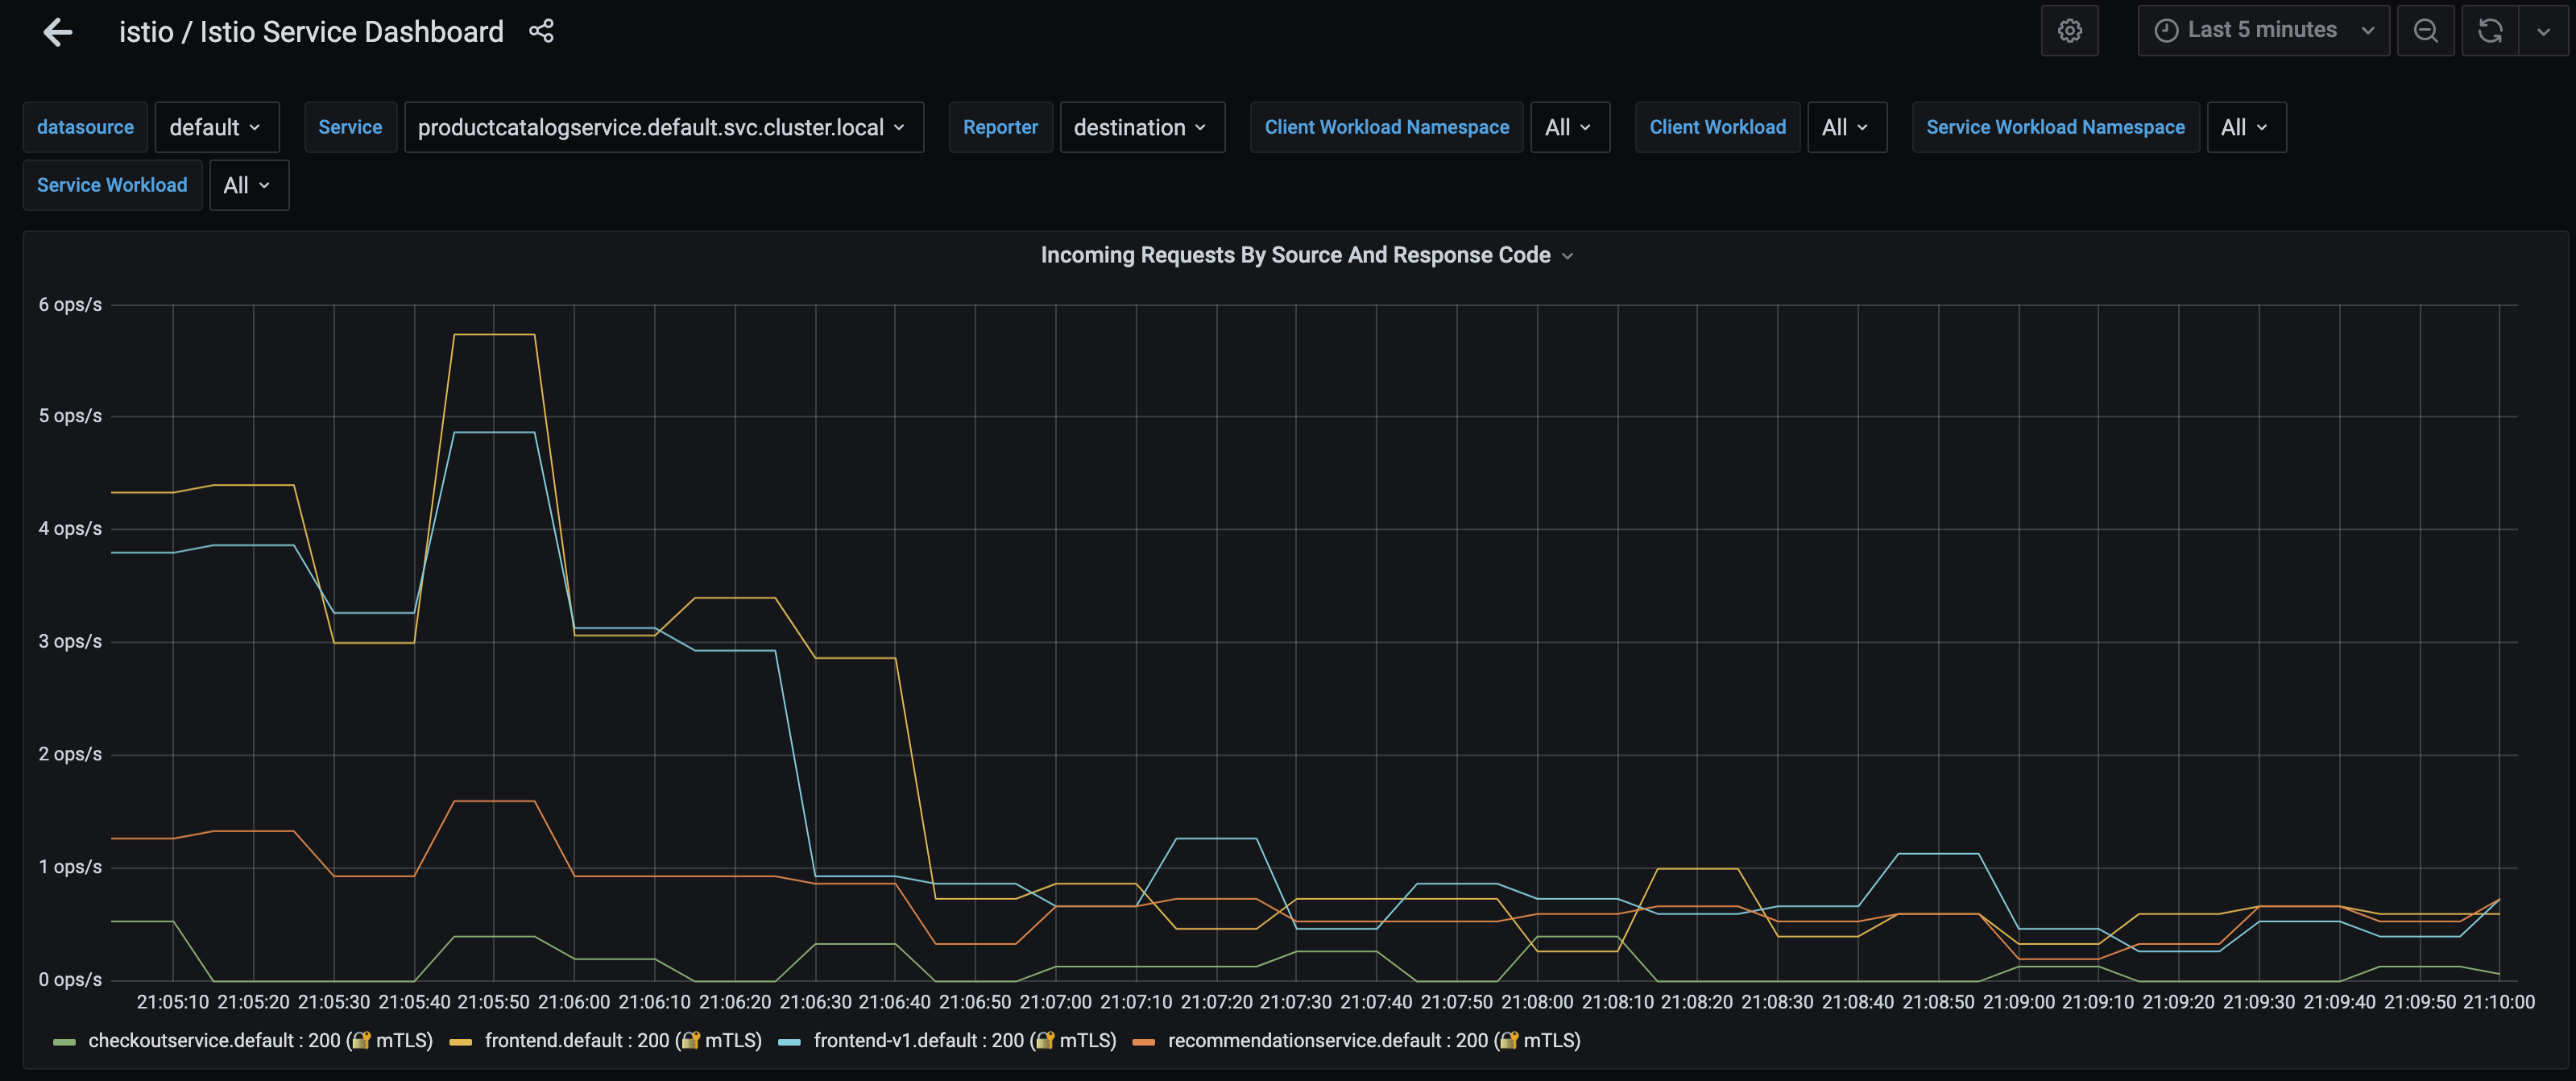 istio / Istio Service Dashboard
Last 5 minutes
datasource default Service productcatalogservice.default.svc.cluster.local Reporter destination Client Workload Namespace All Client Workload All Service Workload Namespace All
Service Workload All
Incoming Requests By Source And Response Code
6 ops/s
5 ops/s
4 ops/s
3 ops/s
2 ops/s
1 ops/s
0 ops/s
21:05:10 21:05:20 21:05:30 21:05:40 21:05:50 21:06:00 21:06:10 21:06:20 21:06:30 21:06:40 21:06:50 21:07:00 21:07:10 21:07:20 21:07:30 21:07:40 21:07:50 21:08:00 21:08:10 21:08:20 21:08:30 21:08:40 21:08:50 21:09:00 21:09:10 21:09:20 21:09:30 21:09:40 21:09:50 21:10:00
checkoutservice.default : 200 (🔐 mTLS) frontend.default : 200 (🔐 mTLS) frontend-v1.default : 200 (🔐 mTLS) recommendationservice.default : 200 (🔐 mTLS)